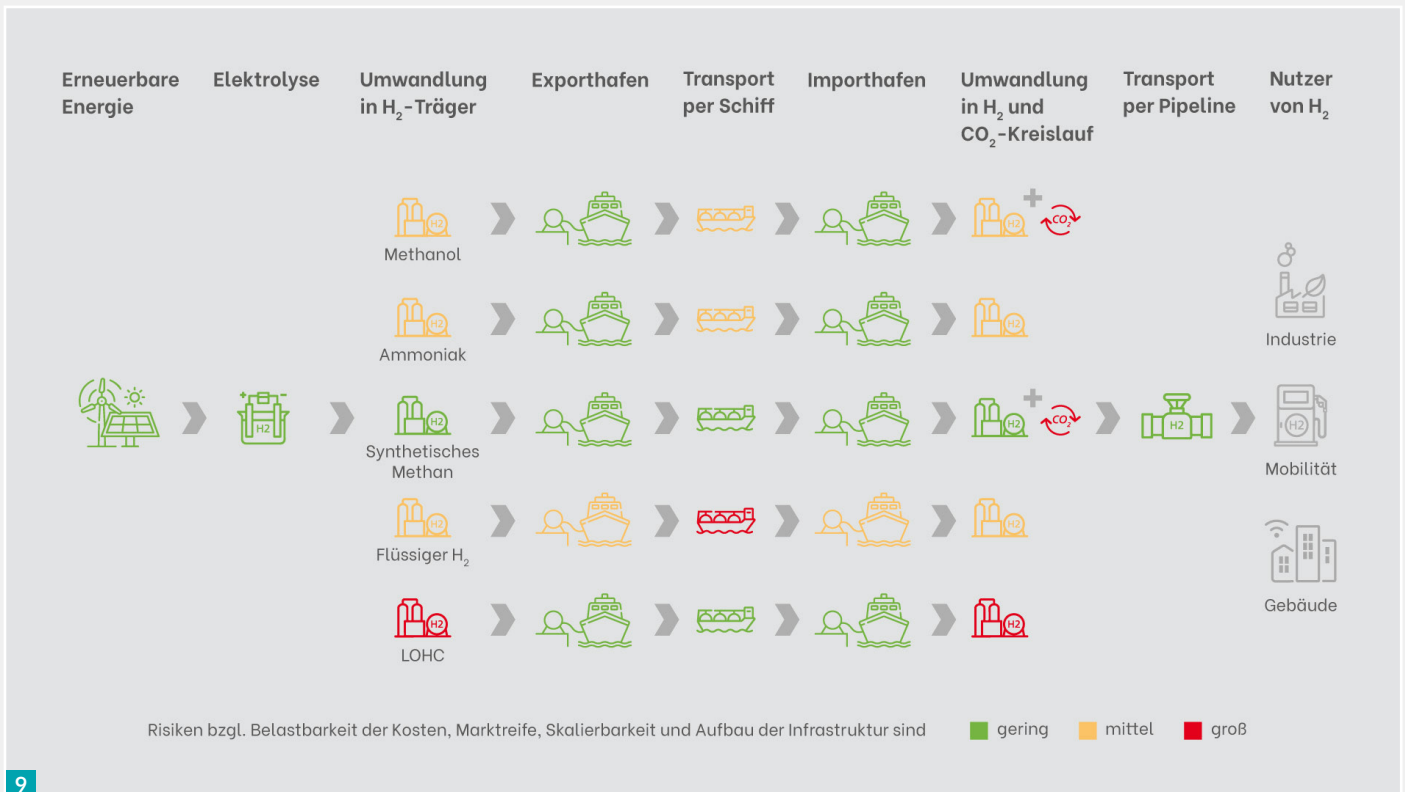 Erneuerbare
Energie
Elektrolyse
Umwandlung
in H₂-Träger
Exporthafen
Transport
per Schiff
Importhafen
Umwandlung
in H₂ und
CO₂-Kreislauf
Transport
per Pipeline
Nutzer
von H₂
H2
Methanol
H2
CO₂
H2
Ammoniak
H2
H2
H2
Synthetisches
Methan
H2
CO₂
H2
H2
Flüssiger H₂
H2
H2
LOHC
H2
Industrie
H2
Mobilität
Gebäude
Risiken bzgl. Belastbarkeit der Kosten, Marktreife, Skalierbarkeit und Aufbau der Infrastruktur sind gering mittel groß
9